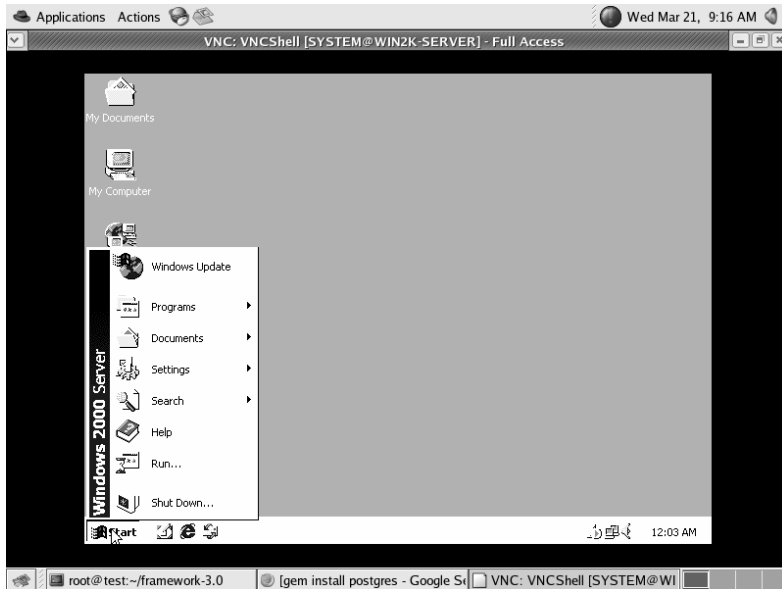 Applications Actions Wed Mar 21, 9:16 AM
VNC: VNCShell [SYSTEM@WIN2K-SERVER] - Full Access
My Documents
My Computer
Windows Update
Programs
Documents
Settings
Search
Help
Run...
Shut Down...
Windows 2000 Server
Start 12:03 AM
root@test:~/framework-3.0 [gem install postgres - Google Se VNC: VNCShell [SYSTEM@WI